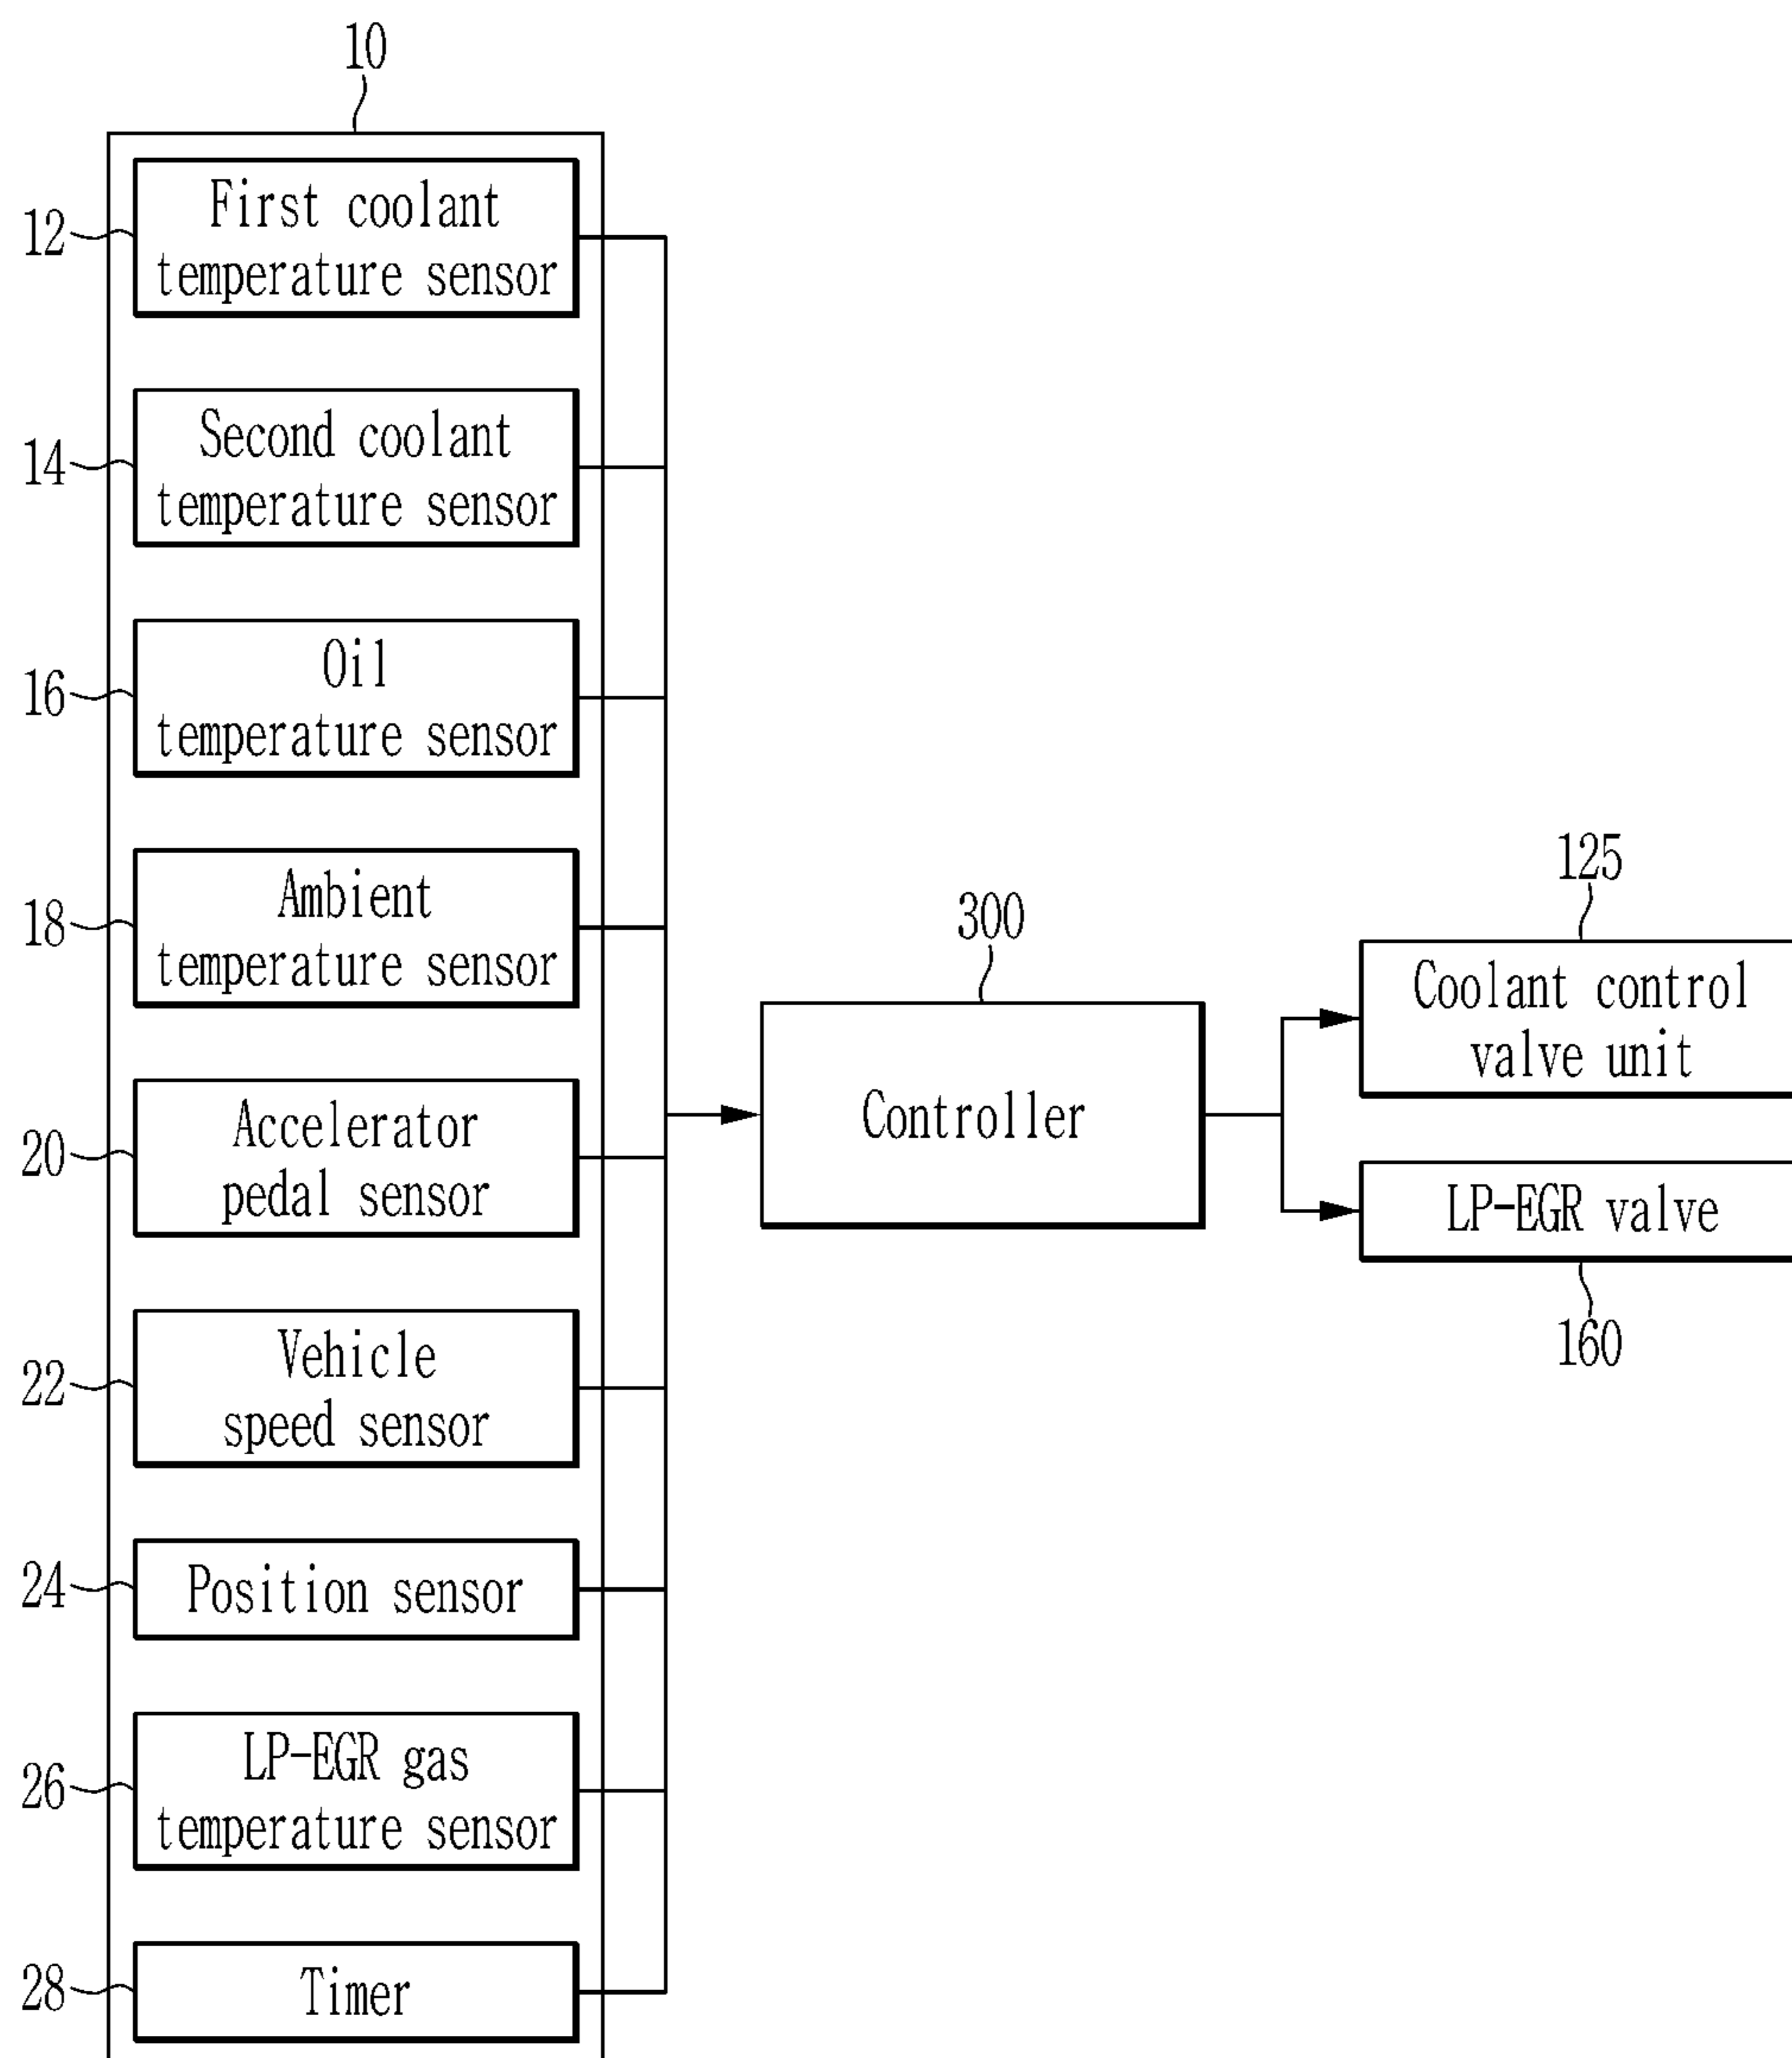 10
12
First coolant
temperature sensor
14
Second coolant
temperature sensor
16
Oil
temperature sensor
18
Ambient
temperature sensor
20
Accelerator
pedal sensor
22
Vehicle
speed sensor
24
Position sensor
26
LP-EGR gas
temperature sensor
28
Timer
300
Controller
125
Coolant control
valve unit
LP-EGR valve
160